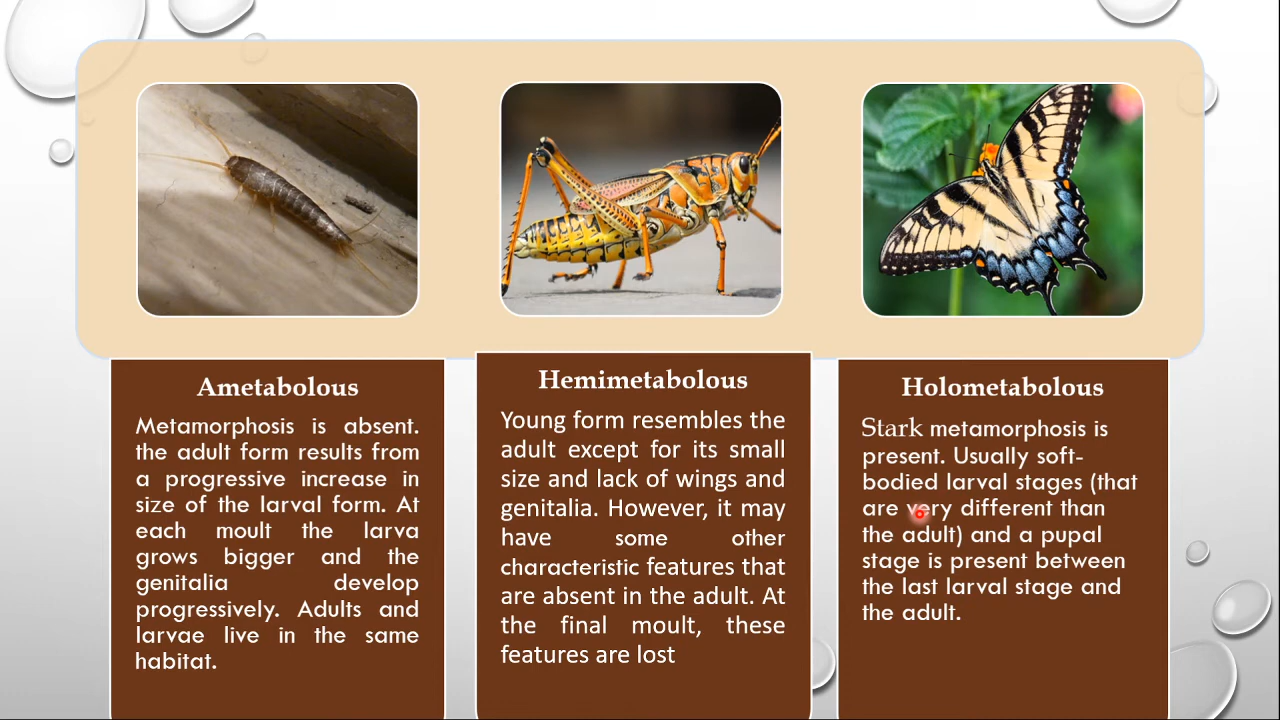 Ametabolous
Metamorphosis is absent.
the adult form results from
a progressive increase in
size of the larval form. At
each moult the larva
grows bigger and the
genitalia develop
progressively. Adults and
larvae live in the same
habitat.
Hemimetabolous
Young form resembles the
adult except for its small
size and lack of wings and
genitalia. However, it may
have some other
characteristic features that
are absent in the adult. At
the final moult, these
features are lost
Holometabolous
Stark metamorphosis is
present. Usually soft-
bodied larval stages (that
are very different than
the adult) and a pupal
stage is present between
the last larval stage and
the adult.